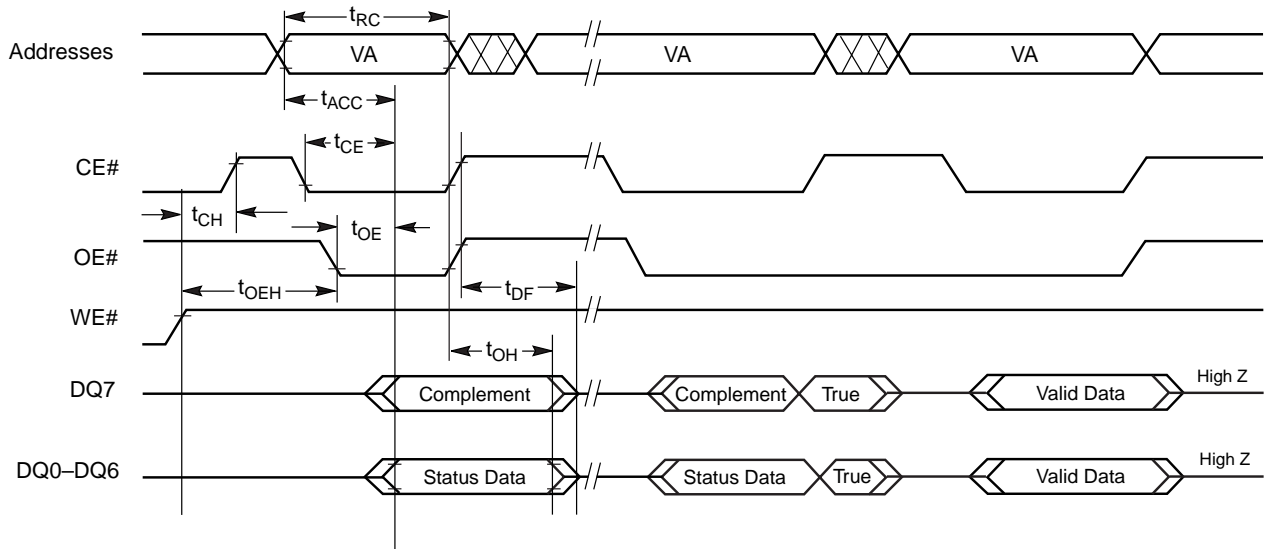 tRC
Addresses VA VA VA
tACC
tCE
CE#
tCH
tOE
OE#
tOEH tDF
WE#
tOH
DQ7 Complement Complement True Valid Data High Z
DQ0–DQ6 Status Data Status Data True Valid Data High Z